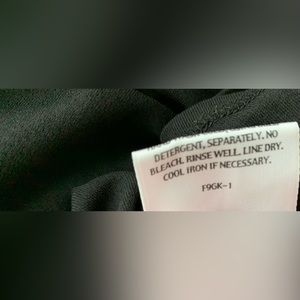 DETERGENT, SEPARATELY. NO
BLEACH. RINSE WELL. LINE DRY.
COOL IRON IF NECESSARY.
F9GK-1